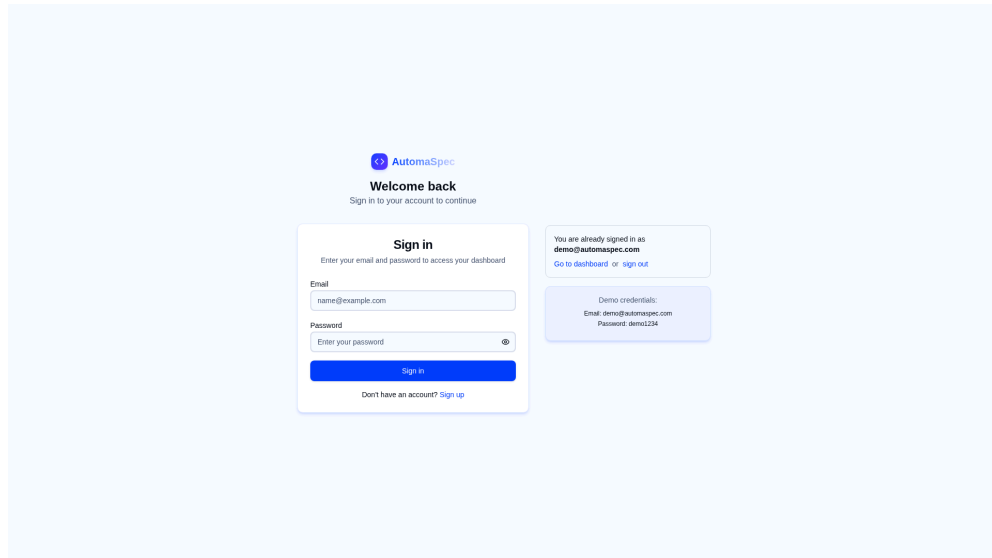 AutomaSpec
Welcome back
Sign in to your account to continue
Sign in
Enter your email and password to access your dashboard
Email
name@example.com
Password
Enter your password
Sign in
Don't have an account? Sign up
You are already signed in as
demo@automaspec.com
Go to dashboard or sign out
Demo credentials:
Email: demo@automaspec.com
Password: demo1234